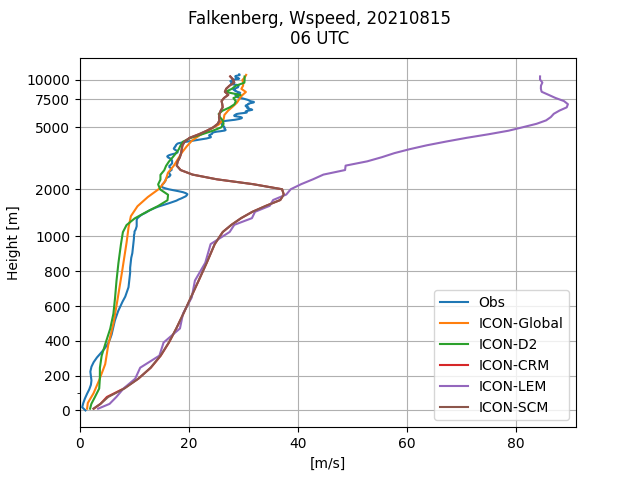 Falkenberg, Wspeed, 20210815
06 UTC
Height [m]
10000
7500
5000
2000
1000
800
600
400
200
0
Obs
ICON-Global
ICON-D2
ICON-CRM
ICON-LEM
ICON-SCM
0 20 40 60 80
[m/s]